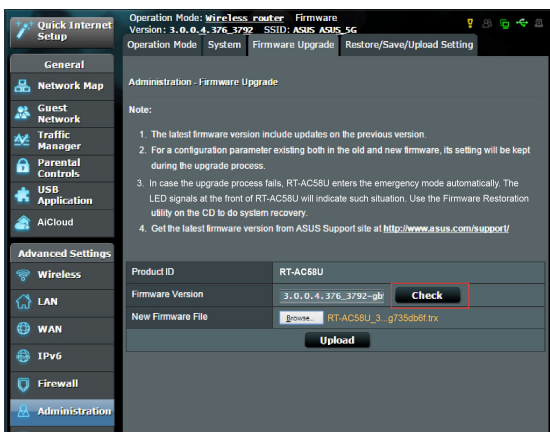 Quick Internet
Setup
Operation Mode: Wireless router Firmware
Version: 3.0.0.4.376_3792 SSID: ASUS ASUS_5G
Operation Mode System Firmware Upgrade Restore/Save/Upload Setting
General
Network Map
Guest
Network
Traffic
Manager
Parental
Controls
USB
Application
AiCloud
Advanced Settings
Wireless
LAN
WAN
IPv6
Firewall
Administration
Administration - Firmware Upgrade
Note:
1. The latest firmware version include updates on the previous version.
2. For a configuration parameter existing both in the old and new firmware, its setting will be kept
during the upgrade process.
3. In case the upgrade process fails, RT-AC58U enters the emergency mode automatically. The
LED signals at the front of RT-AC58U will indicate such situation. Use the Firmware Restoration
utility on the CD to do system recovery.
4. Get the latest firmware version from ASUS Support site at http://www.asus.com/support/
Product ID RT-AC58U
Firmware Version 3.0.0.4.376_3792-gb Check
New Firmware File Browse... RT-AC58U_3...g735db6f.trx
Upload